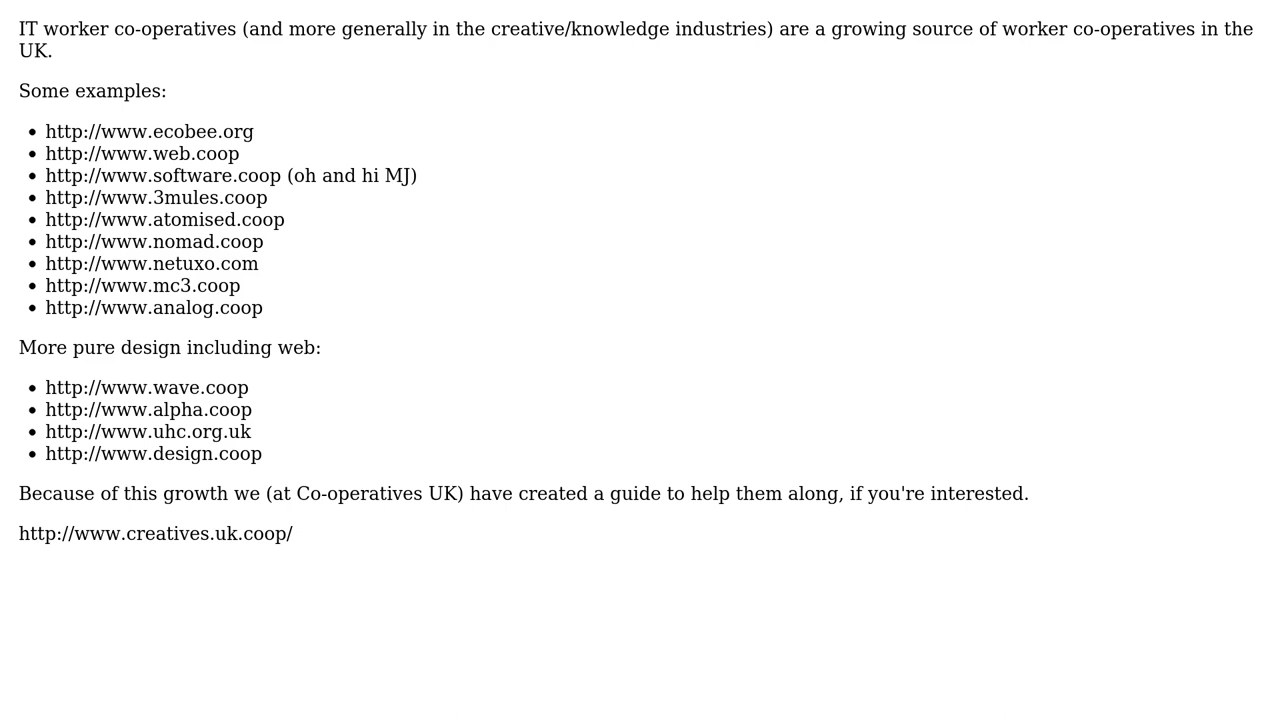 IT worker co-operatives (and more generally in the creative/knowledge industries) are a growing source of worker co-operatives in the
UK.
Some examples:
• http://www.ecobee.org
• http://www.web.coop
• http://www.software.coop (oh and hi MJ)
• http://www.3mules.coop
• http://www.atomised.coop
• http://www.nomad.coop
• http://www.netuxo.com
• http://www.mc3.coop
• http://www.analog.coop
More pure design including web:
• http://www.wave.coop
• http://www.alpha.coop
• http://www.uhc.org.uk
• http://www.design.coop
Because of this growth we (at Co-operatives UK) have created a guide to help them along, if you're interested.
http://www.creatives.uk.coop/